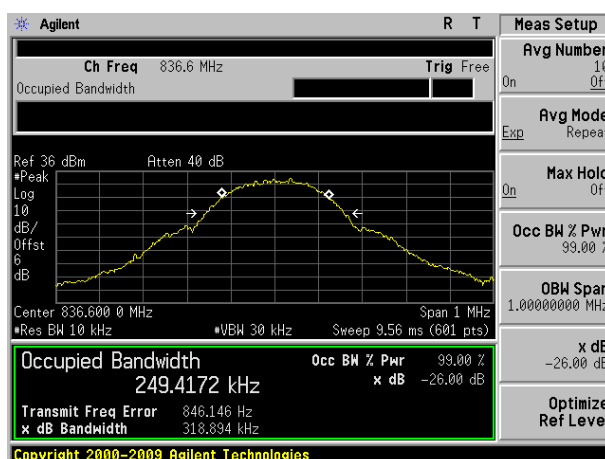 Agilent R T
Meas Setup
Ch Freq 836.6 MHz Trig Free
Occupied Bandwidth
Avg Number
10
On Off
Avg Mode
Exp Repeat
Max Hold
On Off
Occ BW % Pwr
99.00 %
OBW Span
1.00000000 MHz
x dB
-26.00 dB
Optimize
Ref Level
Ref 36 dBm Atten 40 dB
#Peak
Log
10
dB/
Offst
6
dB
Center 836.600 0 MHz Span 1 MHz
#Res BW 10 kHz #VBW 30 kHz Sweep 9.56 ms (601 pts)
Occupied Bandwidth Occ BW % Pwr 99.00 %
249.4172 kHz x dB -26.00 dB
Transmit Freq Error 846.146 Hz
x dB Bandwidth 318.894 kHz
Copyright 2000-2009 Agilent Technologies